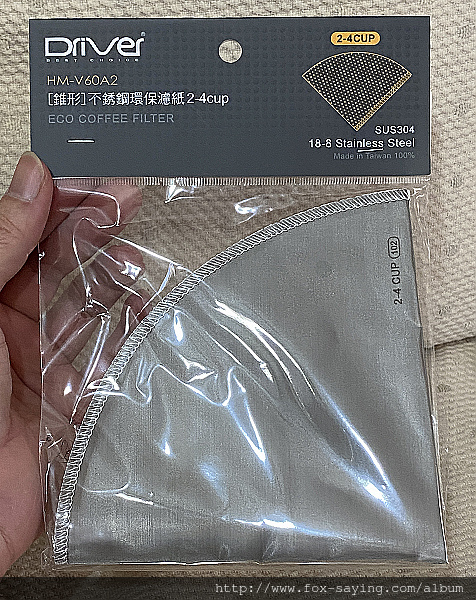 Driver
BEST CHOICE
HM-V60A2
[錐形]不銹鋼環保濾紙2-4cup
ECO COFFEE FILTER
2-4CUP
SUS304
18-8 Stainless Steel
Made in Taiwan 100%
2-4 CUP 102
http://www.fox-saying.com/album